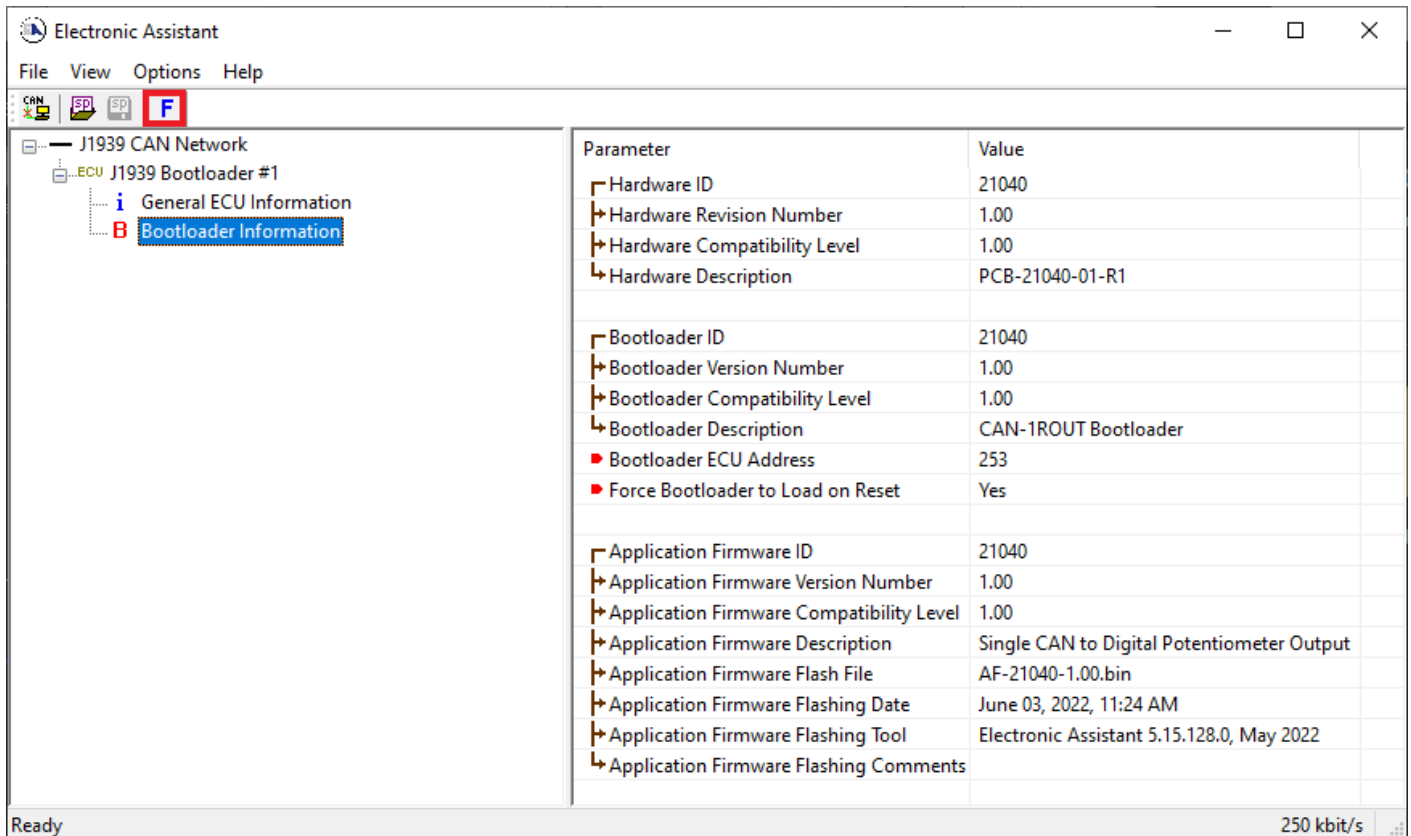 Electronic Assistant
File View Options Help
CAN SP SP F
J1939 CAN Network
ECU J1939 Bootloader #1
i General ECU Information
B Bootloader Information
Parameter Value
Hardware ID 21040
Hardware Revision Number 1.00
Hardware Compatibility Level 1.00
Hardware Description PCB-21040-01-R1
Bootloader ID 21040
Bootloader Version Number 1.00
Bootloader Compatibility Level 1.00
Bootloader Description CAN-1ROUT Bootloader
Bootloader ECU Address 253
Force Bootloader to Load on Reset Yes
Application Firmware ID 21040
Application Firmware Version Number 1.00
Application Firmware Compatibility Level 1.00
Application Firmware Description Single CAN to Digital Potentiometer Output
Application Firmware Flash File AF-21040-1.00.bin
Application Firmware Flashing Date June 03, 2022, 11:24 AM
Application Firmware Flashing Tool Electronic Assistant 5.15.128.0, May 2022
Application Firmware Flashing Comments
Ready 250 kbit/s